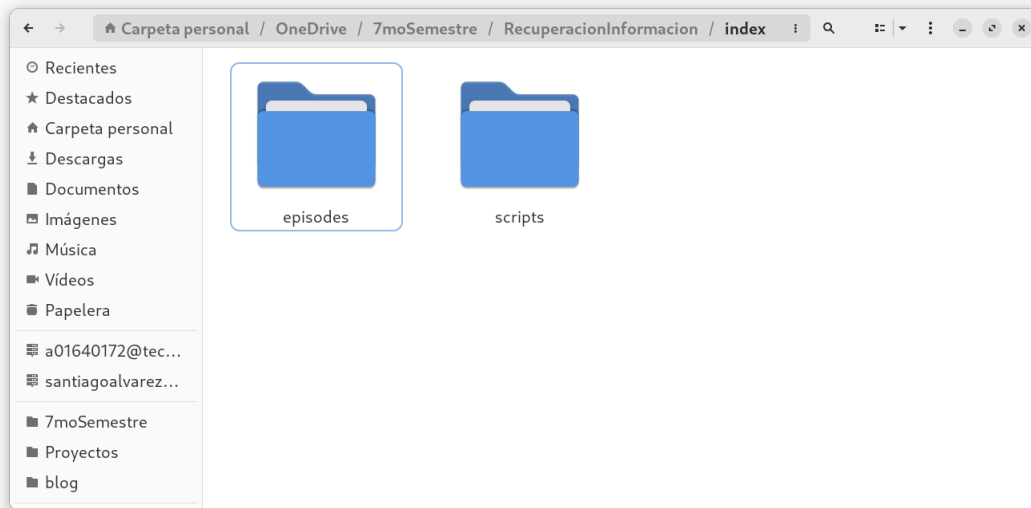 Carpeta personal / OneDrive / 7moSemestre / RecuperacionInformacion / index
Recientes
Destacados
Carpeta personal
Descargas
Documentos
Imágenes
Música
Vídeos
Papelera
a01640172@tec...
santiagoalvarez...
7moSemestre
Proyectos
blog
episodes
scripts